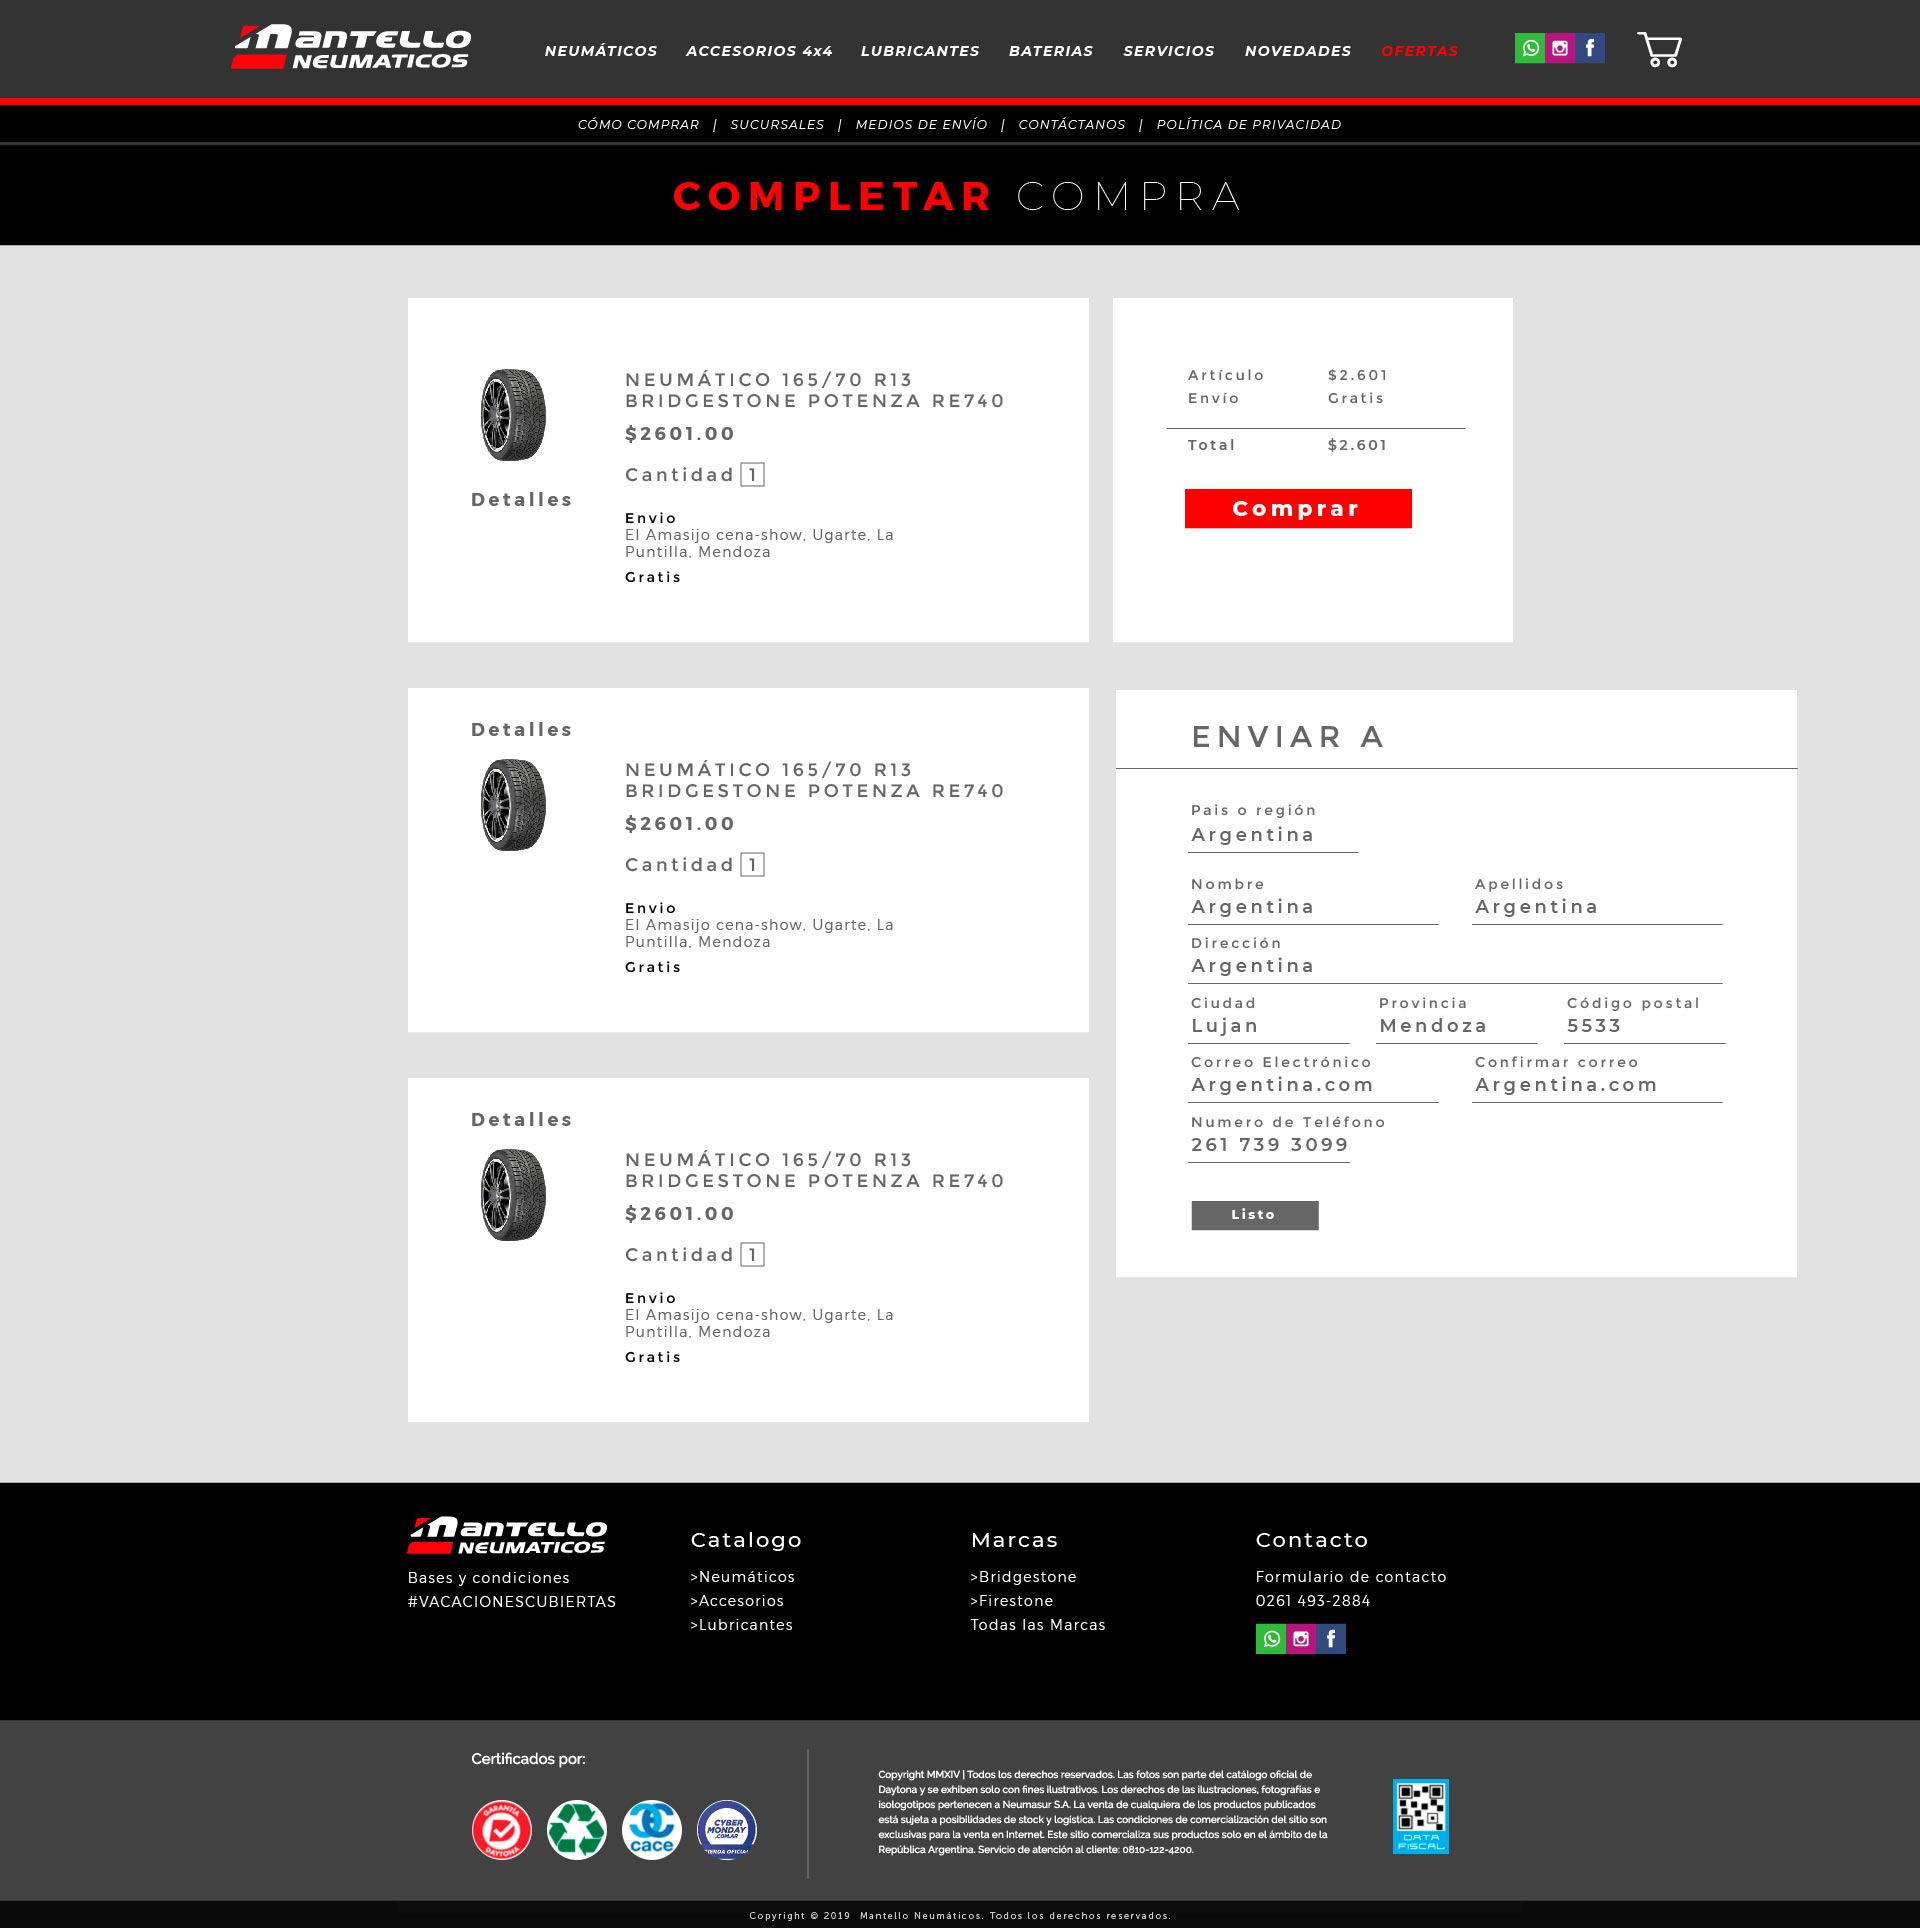 MANTELLO
NEUMATICOS
NEUMÁTICOS ACCESORIOS 4x4 LUBRICANTES BATERIAS SERVICIOS NOVEDADES OFERTAS
CÓMO COMPRAR | SUCURSALES | MEDIOS DE ENVÍO | CONTÁCTANOS | POLÍTICA DE PRIVACIDAD
COMPLETAR COMPRA
NEUMÁTICO 165/70 R13
BRIDGESTONE POTENZA RE740
$2601.00
Cantidad 1
Detalles
Envio
El Amasijo cena-show, Ugarte, La
Puntilla, Mendoza
Gratis
Artículo $2.601
Envío Gratis
Total $2.601
Comprar
Detalles
NEUMÁTICO 165/70 R13
BRIDGESTONE POTENZA RE740
$2601.00
Cantidad 1
Envio
El Amasijo cena-show, Ugarte, La
Puntilla, Mendoza
Gratis
Detalles
NEUMÁTICO 165/70 R13
BRIDGESTONE POTENZA RE740
$2601.00
Cantidad 1
Envio
El Amasijo cena-show, Ugarte, La
Puntilla, Mendoza
Gratis
ENVIAR A
Pais o región
Argentina
Nombre Apellidos
Argentina Argentina
Dirección
Argentina
Ciudad Provincia Código postal
Lujan Mendoza 5533
Correo Electrónico Confirmar correo
Argentina.com Argentina.com
Numero de Teléfono
261 739 3099
Listo
MANTELLO
NEUMATICOS
Bases y condiciones
#VACACIONESCUBIERTAS
Catalogo
>Neumáticos
>Accesorios
>Lubricantes
Marcas
>Bridgestone
>Firestone
Todas las Marcas
Contacto
Formulario de contacto
0261 493-2884
Certificados por:
GARANTÍA
DAYTONA
cace
CYBER
MONDAY
.COM.AR
TIENDA OFICIAL
Copyright MMXIV | Todos los derechos reservados. Las fotos son parte del catálogo oficial de
Daytona y se exhiben solo con fines ilustrativos. Los derechos de las ilustraciones, fotografías e
isologotipos pertenecen a Neumasur S.A. La venta de cualquiera de los productos publicados
está sujeta a posibilidades de stock y logística. Las condiciones de comercialización del sitio son
exclusivas para la venta en Internet. Este sitio comercializa sus productos solo en el ámbito de la
República Argentina. Servicio de atención al cliente: 0810-122-4200.
DATA
FISCAL
Copyright © 2019 Mantello Neumáticos. Todos los derechos reservados.